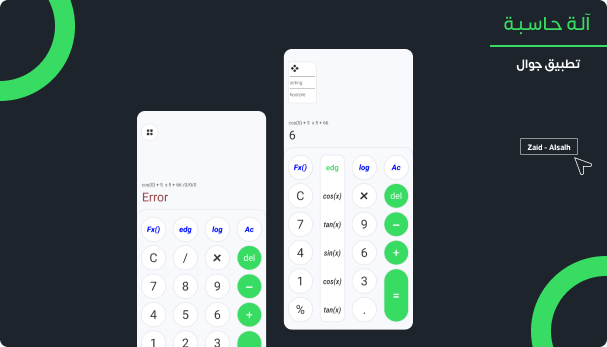 آلة حاسبة
تطبيق جوال
Zaid - Alsalh
cos(0) + 5 x 5 + 66 /0/0/0
Error
Fx() edg log Ac
C / × del
7 8 9 −
4 5 6 +
1 2 3
cos(0) + 5 x 5 + 66
6
Fx() edg log Ac
C cos(x) × del
7 tan(x) 9 −
4 sin(x) 6 +
1 cos(x) 3 =
% tan(x) .